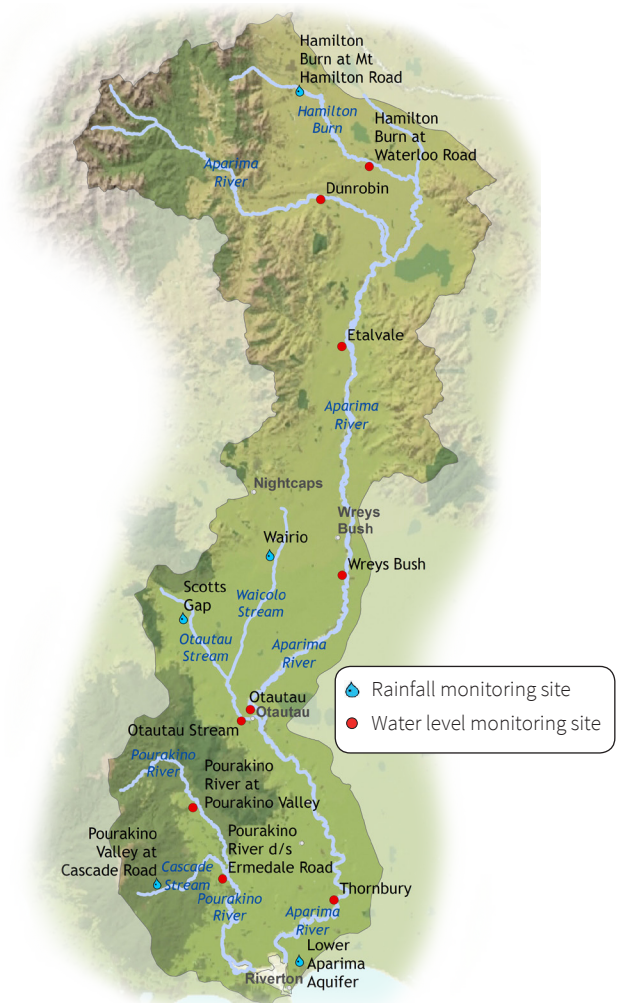 Hamilton
Burn at Mt
Hamilton Road
Hamilton
Burn
Hamilton
Burn at
Waterloo Road
Aparima
River
Dunrobin
Etalvale
Aparima
River
Nightcaps
Wreys
Bush
Wairio
Wreys Bush
Scotts
Gap
Waicolo
Stream
Otautau
Stream
Aparima
River
Rainfall monitoring site
Water level monitoring site
Otautau
Otautau
Otautau Stream
Pourakino
River
Pourakino
River at
Pourakino Valley
Pourakino
Valley at
Cascade Road
Pourakino
River d/s
Ermedale Road
Cascade
Stream
Pourakino
River
Thornbury
Aparima
River
Lower
Aparima
Aquifer
Riverton